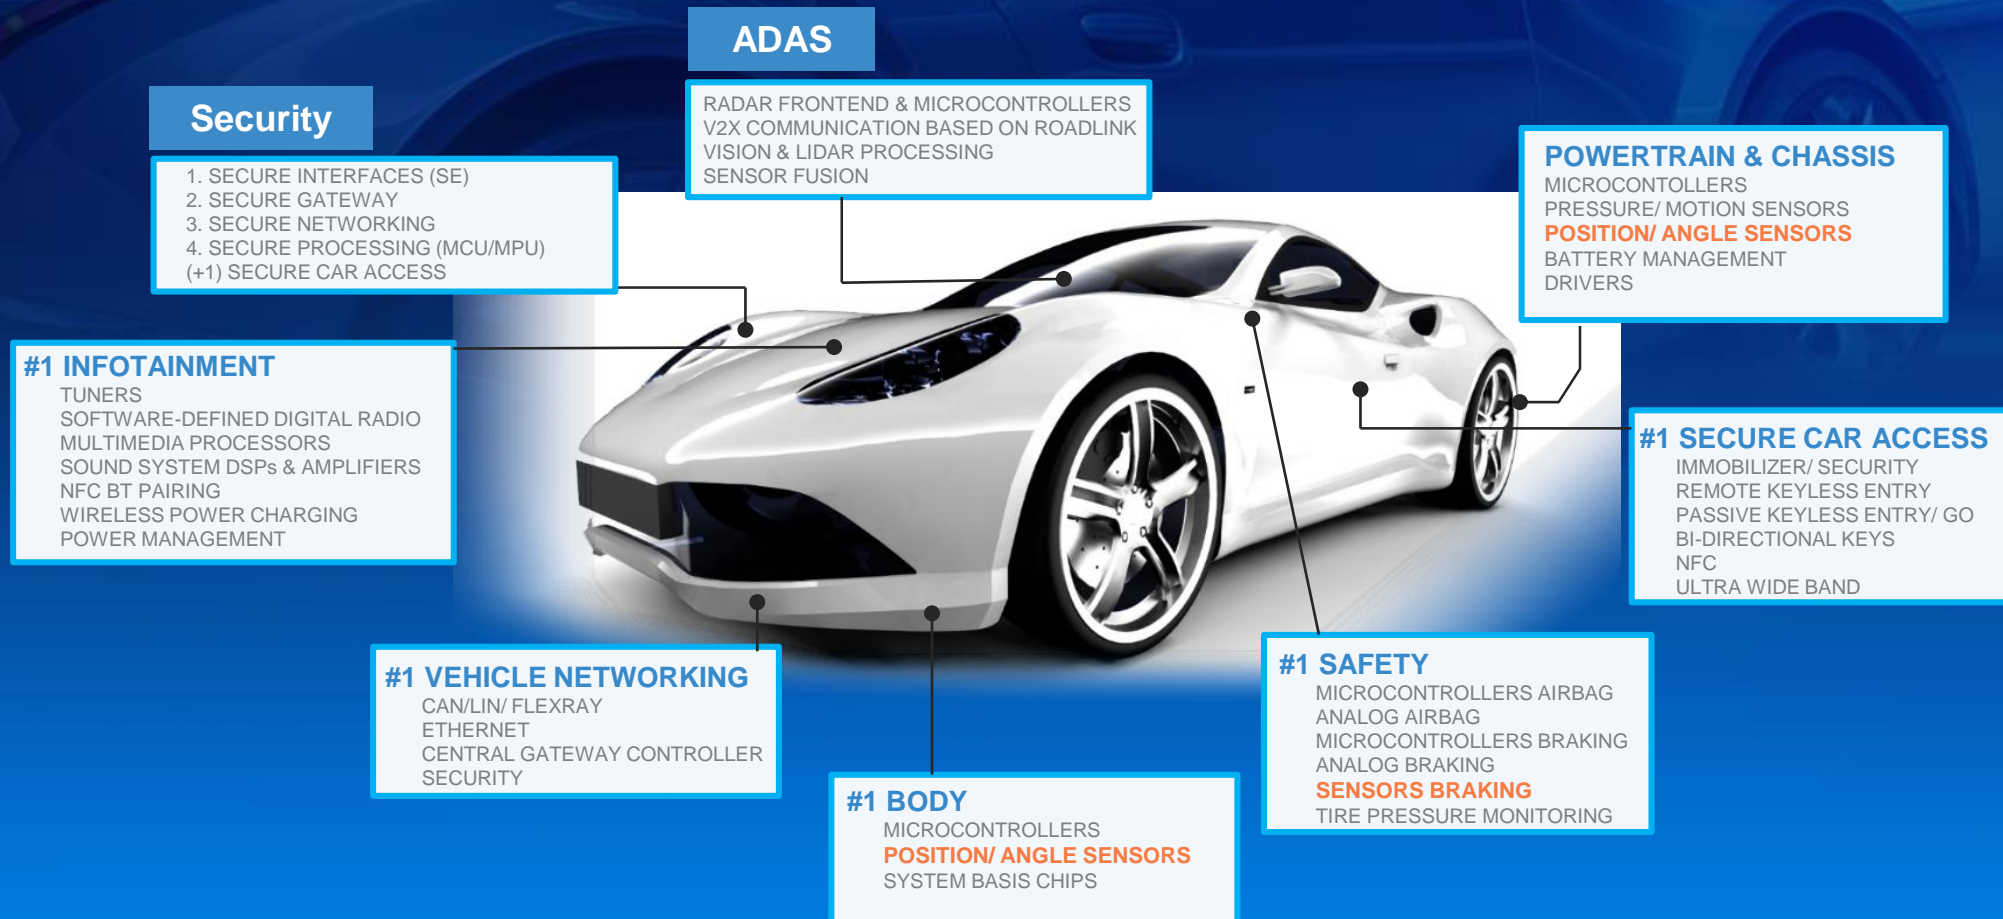 ADAS
RADAR FRONTEND & MICROCONTROLLERS
V2X COMMUNICATION BASED ON ROADLINK
VISION & LIDAR PROCESSING
SENSOR FUSION
Security
1. SECURE INTERFACES (SE)
2. SECURE GATEWAY
3. SECURE NETWORKING
4. SECURE PROCESSING (MCU/MPU)
(+1) SECURE CAR ACCESS
POWERTRAIN & CHASSIS
MICROCONTOLLERS
PRESSURE/ MOTION SENSORS
POSITION/ ANGLE SENSORS
BATTERY MANAGEMENT
DRIVERS
#1 INFOTAINMENT
TUNERS
SOFTWARE-DEFINED DIGITAL RADIO
MULTIMEDIA PROCESSORS
SOUND SYSTEM DSPs & AMPLIFIERS
NFC BT PAIRING
WIRELESS POWER CHARGING
POWER MANAGEMENT
#1 SECURE CAR ACCESS
IMMOBILIZER/ SECURITY
REMOTE KEYLESS ENTRY
PASSIVE KEYLESS ENTRY/ GO
BI-DIRECTIONAL KEYS
NFC
ULTRA WIDE BAND
#1 VEHICLE NETWORKING
CAN/LIN/ FLEXRAY
ETHERNET
CENTRAL GATEWAY CONTROLLER
SECURITY
#1 SAFETY
MICROCONTROLLERS AIRBAG
ANALOG AIRBAG
MICROCONTROLLERS BRAKING
ANALOG BRAKING
SENSORS BRAKING
TIRE PRESSURE MONITORING
#1 BODY
MICROCONTROLLERS
POSITION/ ANGLE SENSORS
SYSTEM BASIS CHIPS